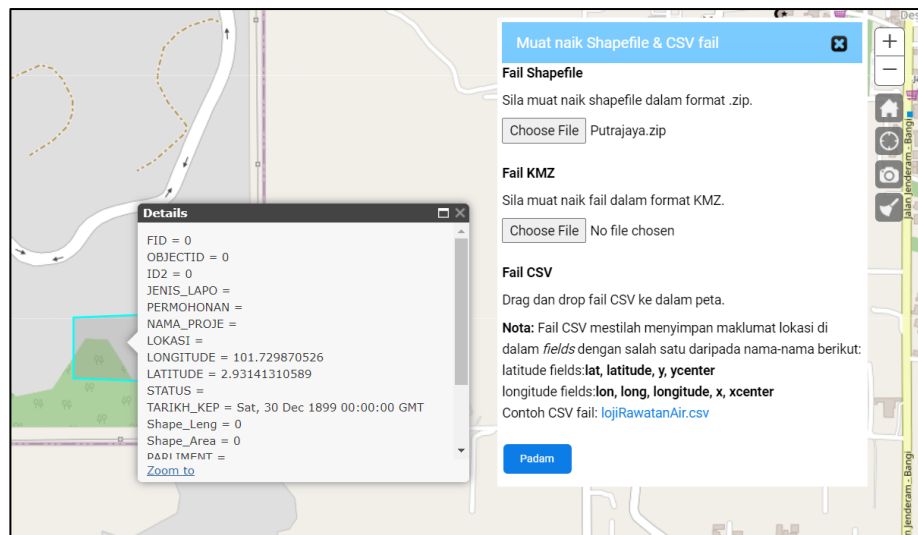 Des
Muat naik Shapefile & CSV fail
Fail Shapefile
Sila muat naik shapefile dalam format .zip.
Choose File Putrajaya.zip
Fail KMZ
Sila muat naik fail dalam format KMZ.
Choose File No file chosen
Fail CSV
Drag dan drop fail CSV ke dalam peta.
Nota: Fail CSV mestilah menyimpan maklumat lokasi di
dalam fields dengan salah satu daripada nama-nama berikut:
latitude fields:lat, latitude, y, ycenter
longitude fields:lon, long, longitude, x, xcenter
Contoh CSV fail: lojiRawatanAir.csv
Padam
Details
FID = 0
OBJECTID = 0
ID2 = 0
JENIS_LAPO =
PERMOHONAN =
NAMA_PROJE =
LOKASI =
LONGITUDE = 101.729870526
LATITUDE = 2.93141310589
STATUS =
TARIKH_KEP = Sat, 30 Dec 1899 00:00:00 GMT
Shape_Leng = 0
Shape_Area = 0
PARLIMENT =
Zoom to
+
−
Jalan Jenderam - Bangi
n Jenderam - Bangi